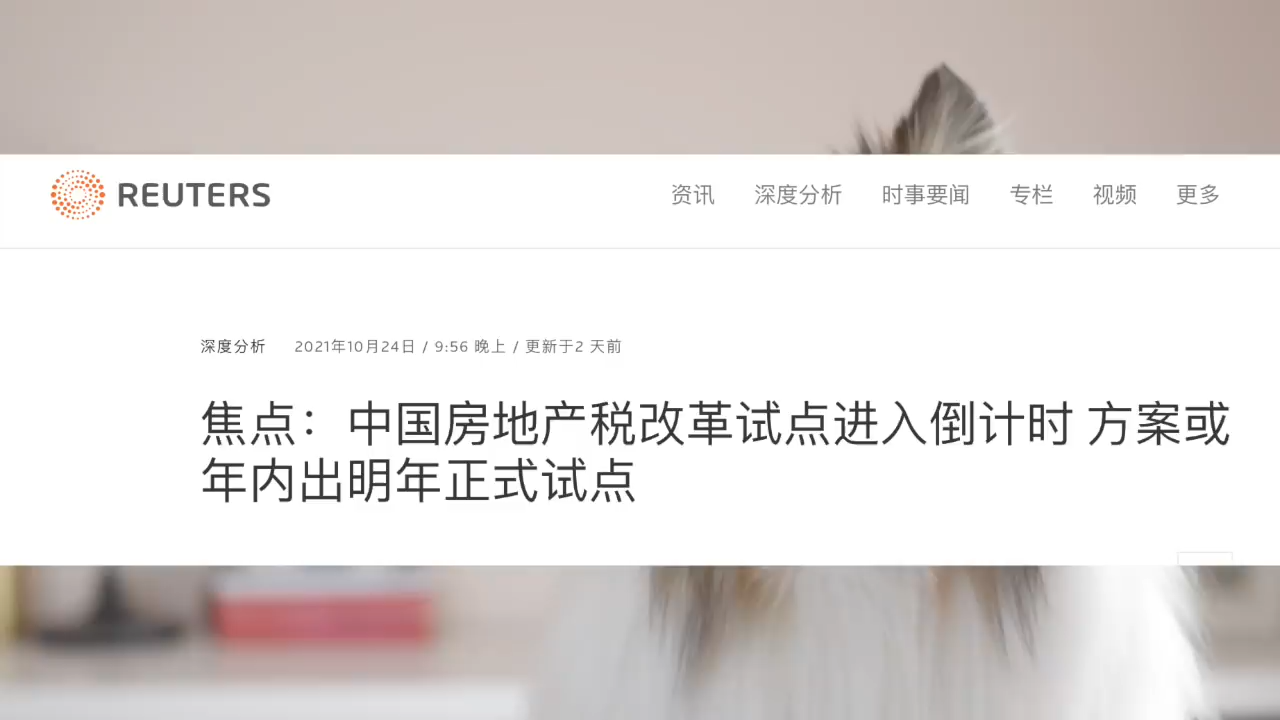 REUTERS
资讯 深度分析 时事要闻 专栏 视频 更多
深度分析 2021年10月24日 / 9:56 晚上 / 更新于2 天前
焦点：中国房地产税改革试点进入倒计时 方案或
年内出明年正式试点